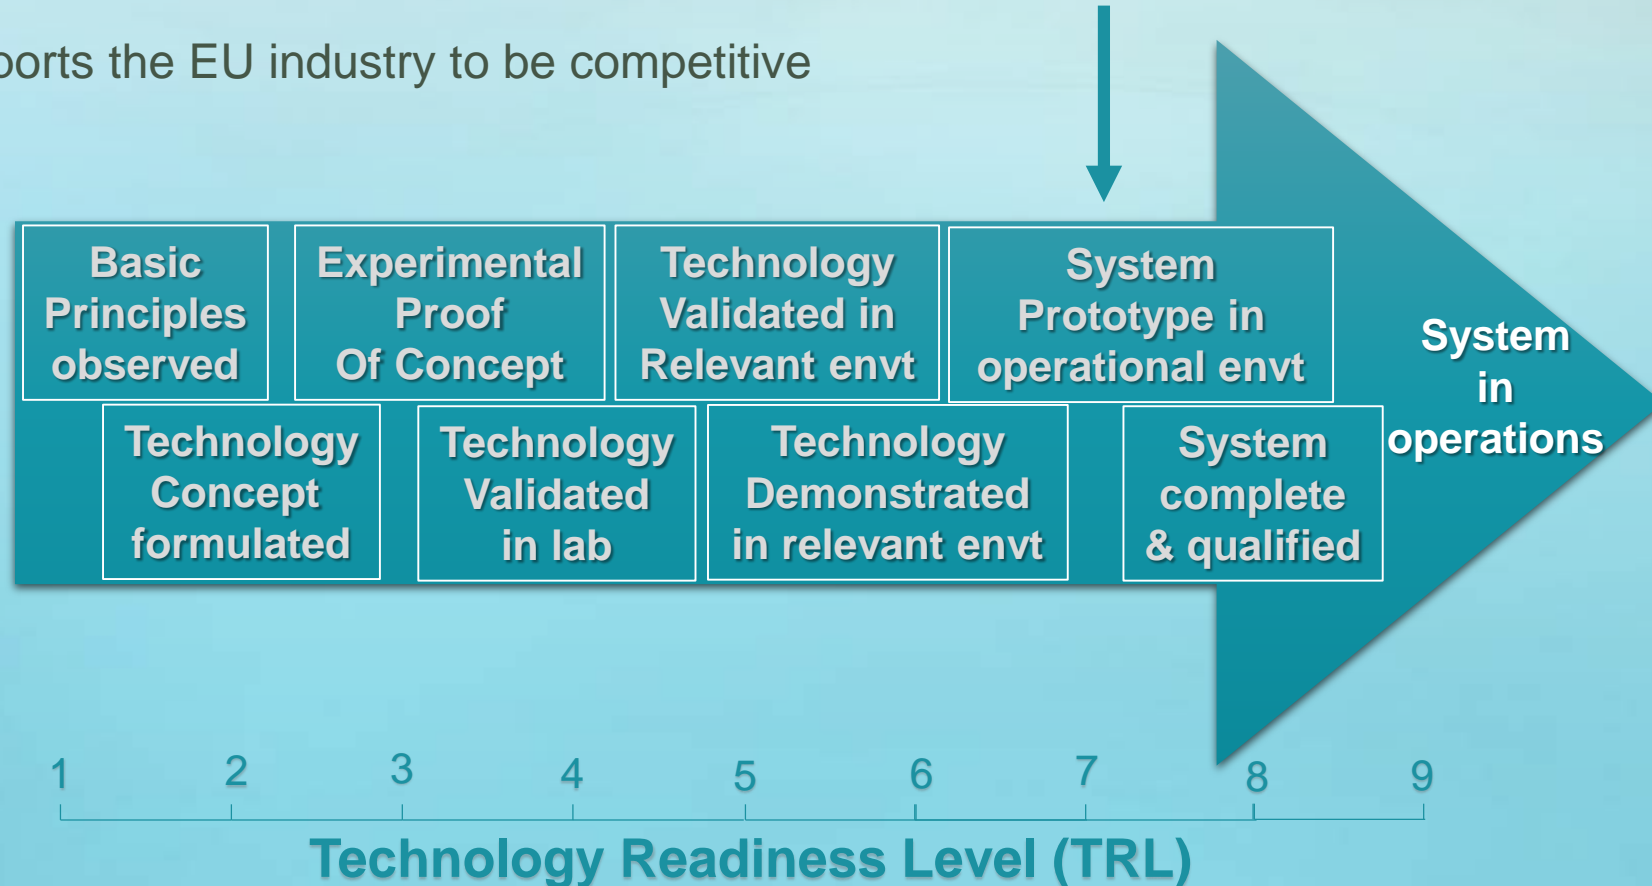 ports the EU industry to be competitive
Basic
Principles
observed
Experimental
Proof
Of Concept
Technology
Validated in
Relevant envt
System
Prototype in
operational envt
Technology
Concept
formulated
Technology
Validated
in lab
Technology
Demonstrated
in relevant envt
System
complete
& qualified
System
in
operations
1 2 3 4 5 6 7 8 9
Technology Readiness Level (TRL)